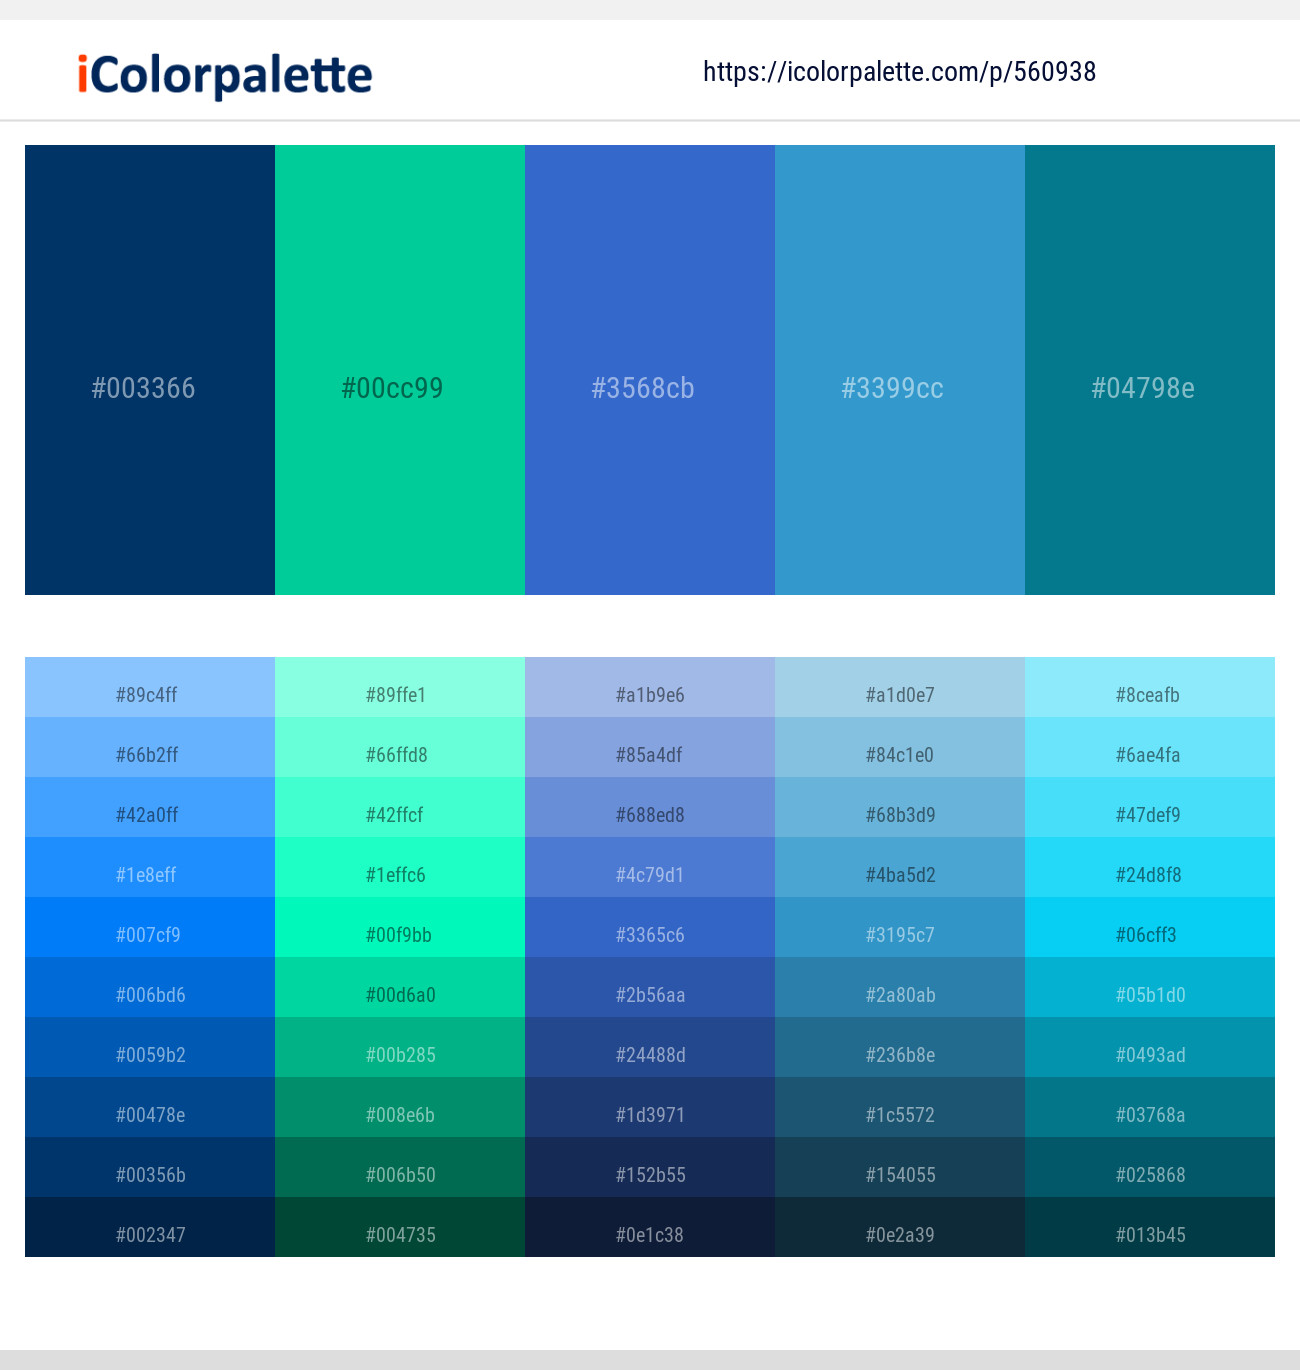 iColorpalette
https://icolorpalette.com/p/560938
#003366 #00cc99 #3568cb #3399cc #04798e
#89c4ff #89ffe1 #a1b9e6 #a1d0e7 #8ceafb
#66b2ff #66ffd8 #85a4df #84c1e0 #6ae4fa
#42a0ff #42ffcf #688ed8 #68b3d9 #47def9
#1e8eff #1effc6 #4c79d1 #4ba5d2 #24d8f8
#007cf9 #00f9bb #3365c6 #3195c7 #06cff3
#006bd6 #00d6a0 #2b56aa #2a80ab #05b1d0
#0059b2 #00b285 #24488d #236b8e #0493ad
#00478e #008e6b #1d3971 #1c5572 #03768a
#00356b #006b50 #152b55 #154055 #025868
#002347 #004735 #0e1c38 #0e2a39 #013b45